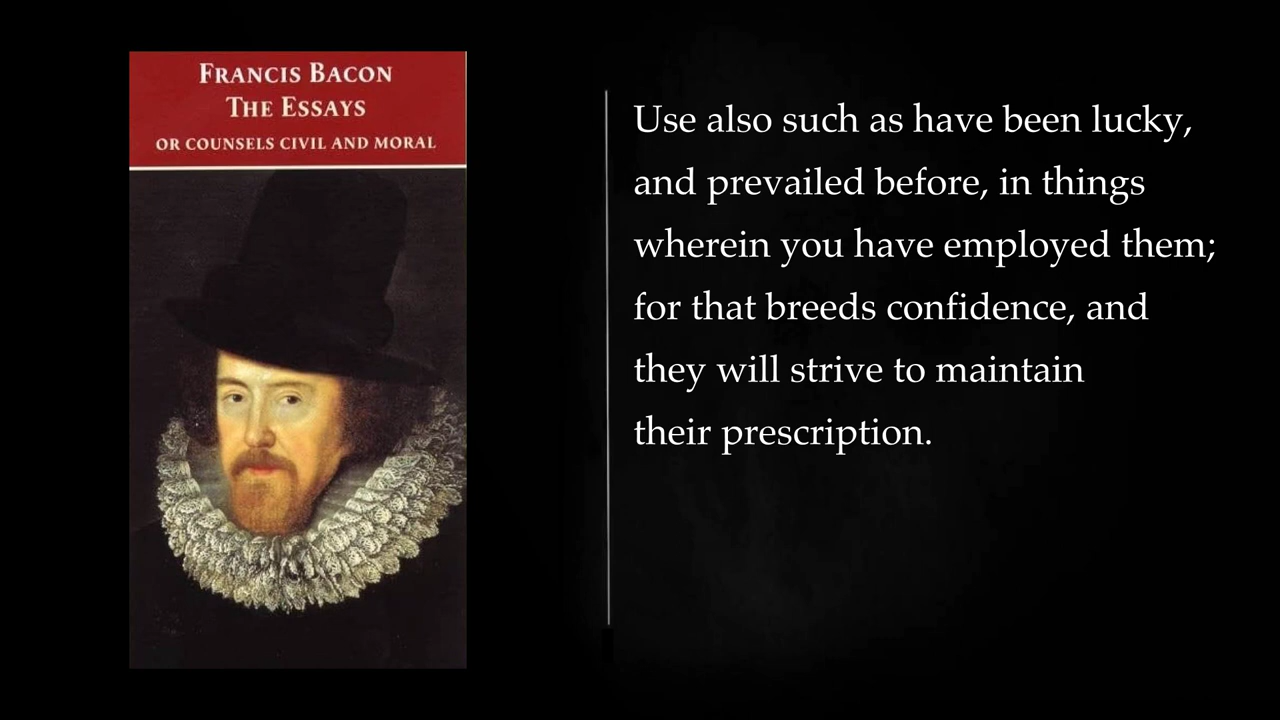 FRANCIS BACON
THE ESSAYS
OR COUNSELS CIVIL AND MORAL
Use also such as have been lucky,
and prevailed before, in things
wherein you have employed them;
for that breeds confidence, and
they will strive to maintain
their prescription.